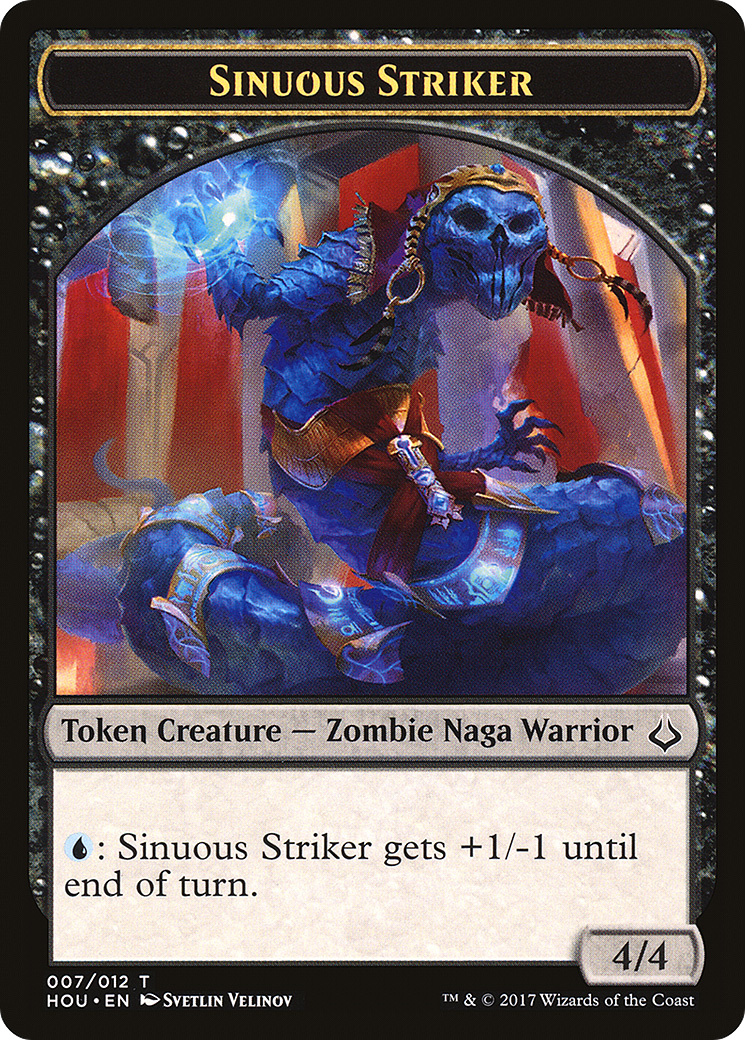 Sinuous Striker
Token Creature — Zombie Naga Warrior
: Sinuous Striker gets +1/-1 until
end of turn.
4/4
007/012 T
HOU • EN Svetlin Velinov
™ & © 2017 Wizards of the Coast